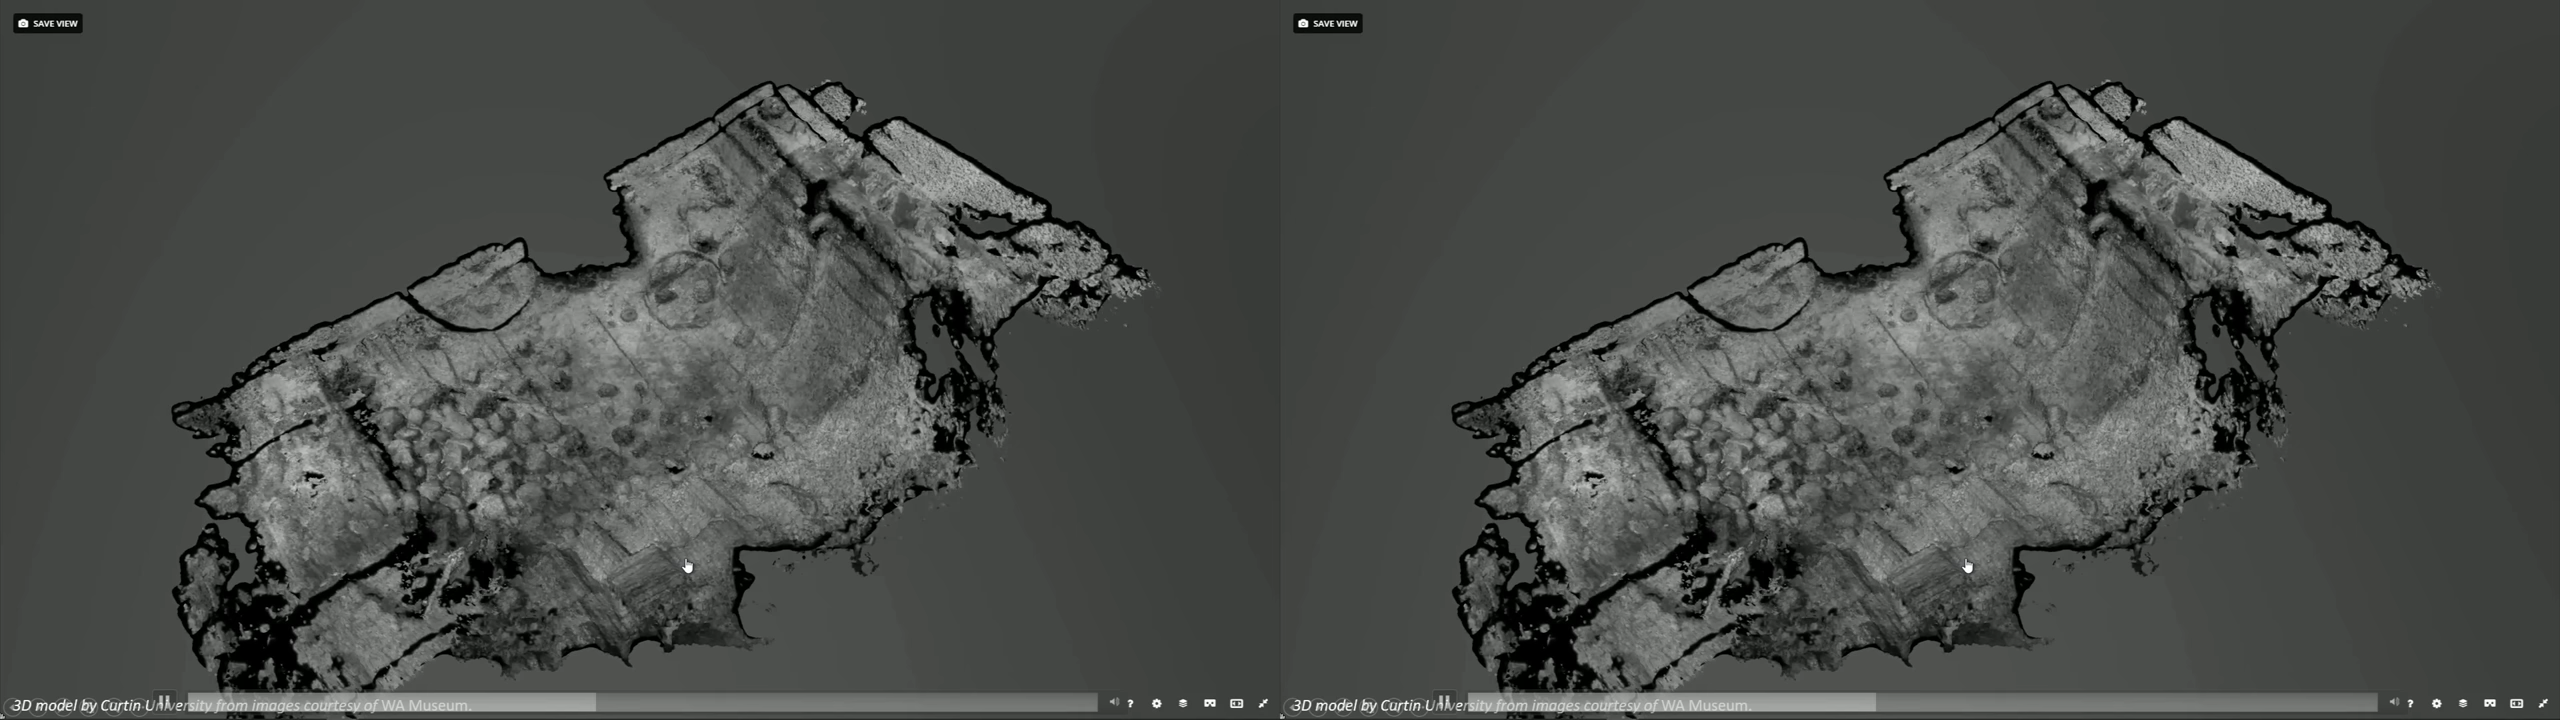 SAVE VIEW
SAVE VIEW
3D model by Curtin University from images courtesy of WA Museum.
?
3D model by Curtin University from images courtesy of WA Museum.
?